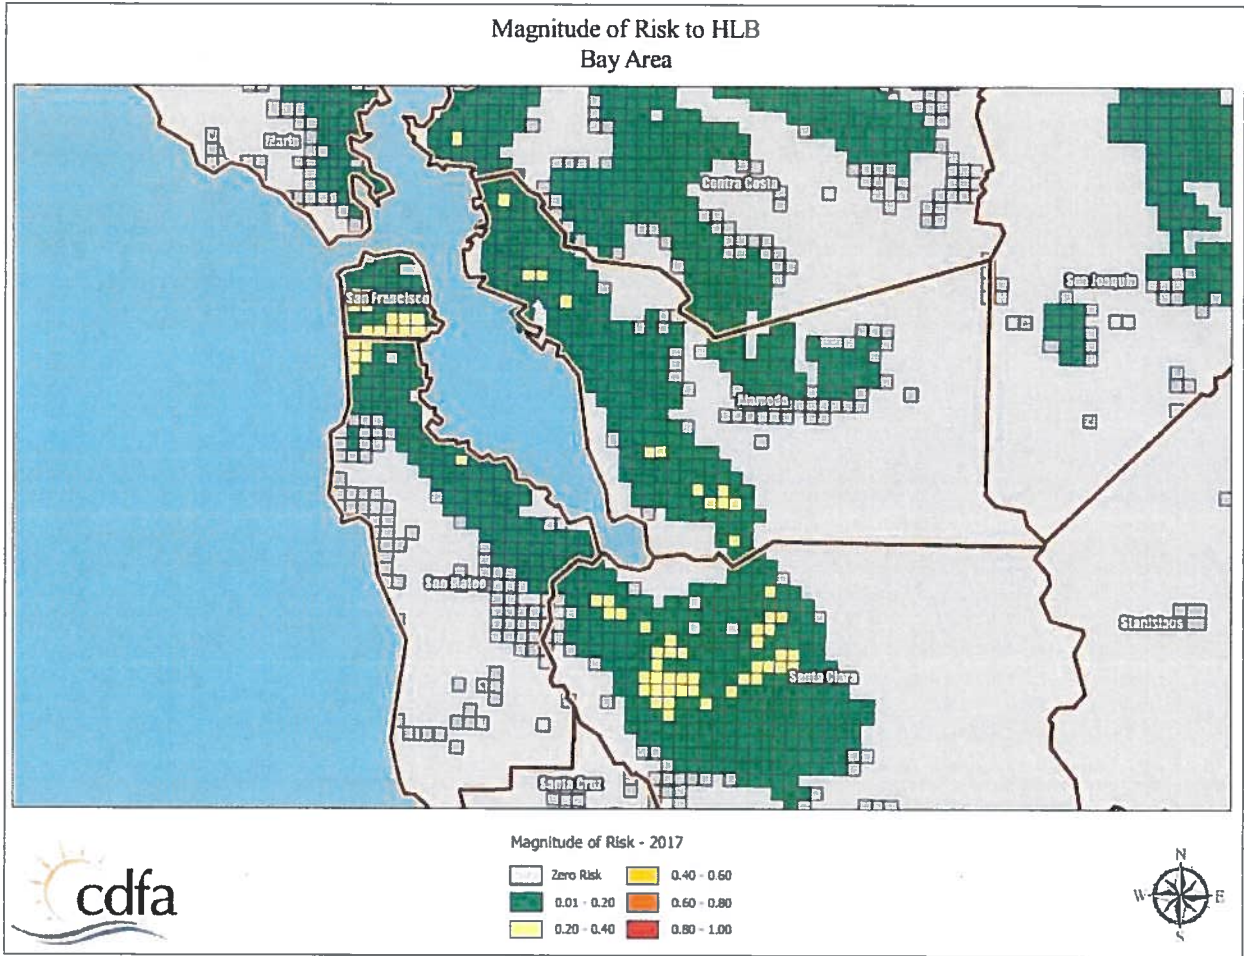 Magnitude of Risk to HLB
Bay Area
Marin
Contra Costa
San Francisco
San Joaquin
Alameda
San Mateo
Stanislaus
Santa Clara
Santa Cruz
Magnitude of Risk - 2017
Zero Risk
0.40 - 0.60
0.01 - 0.20
0.60 - 0.80
0.20 - 0.40
0.80 - 1.00
cdfa
N
W
E
S